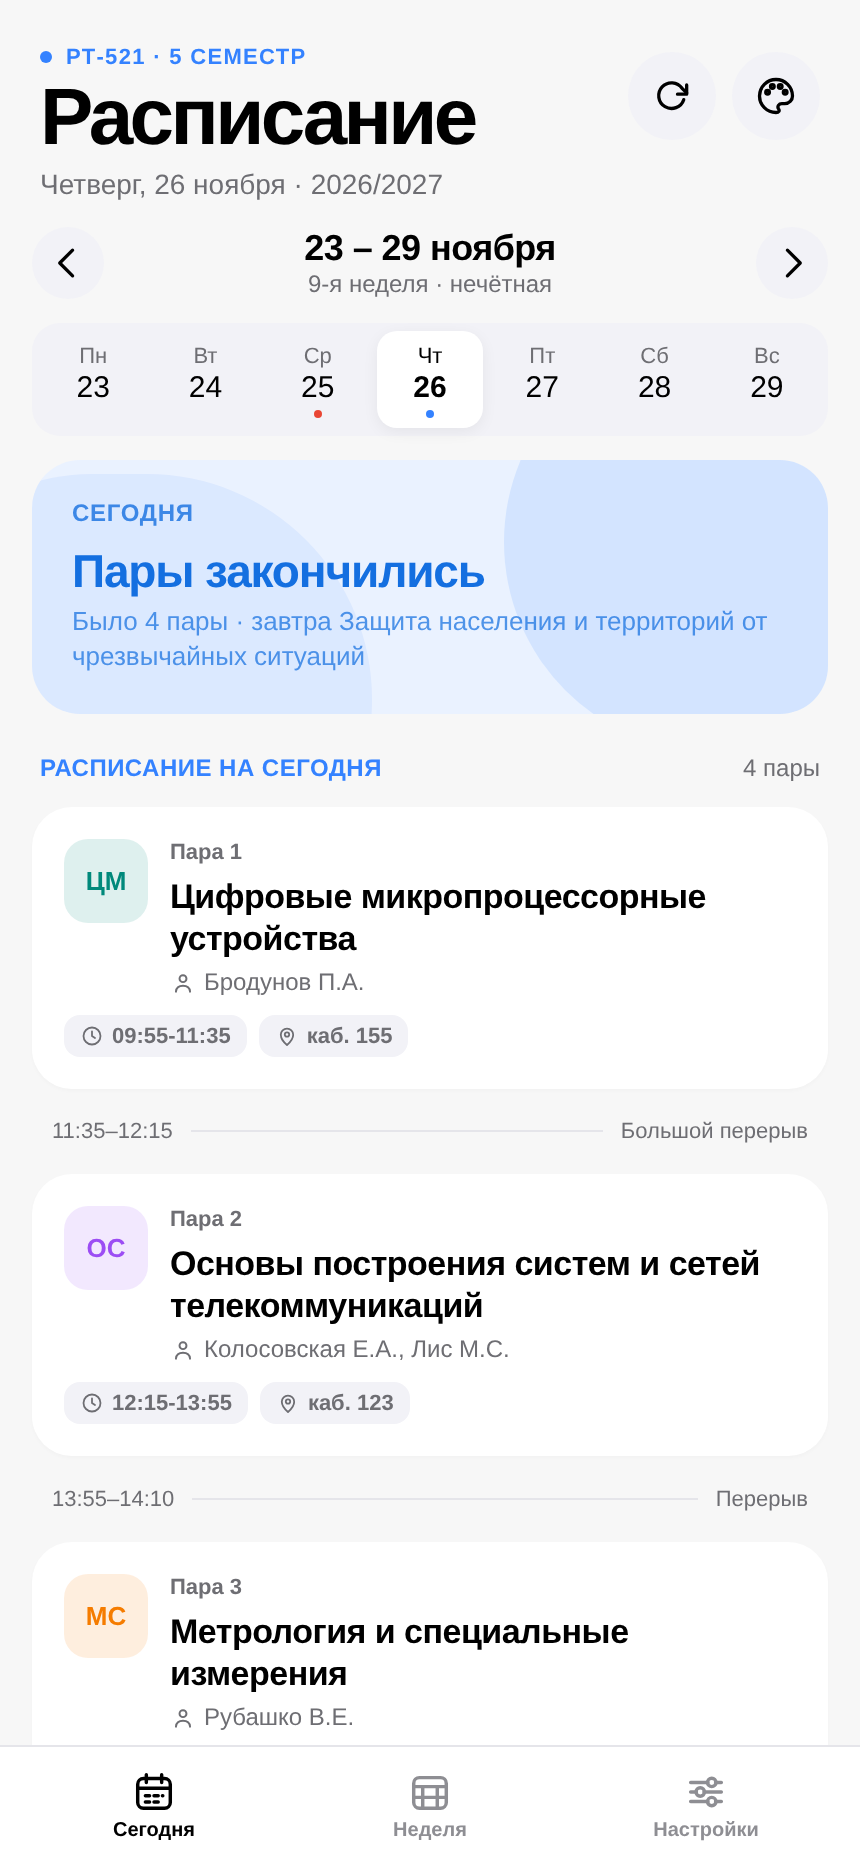 РТ-521 · 5 СЕМЕСТР
Расписание
Четверг, 26 ноября · 2026/2027
23 – 29 ноября
9-я неделя · нечётная
Пн Вт Ср Чт Пт Сб Вс
23 24 25 26 27 28 29
СЕГОДНЯ
Пары закончились
Было 4 пары · завтра Защита населения и территорий от
чрезвычайных ситуаций
РАСПИСАНИЕ НА СЕГОДНЯ 4 пары
Пара 1
ЦМ
Цифровые микропроцессорные
устройства
Бродунов П.А.
09:55-11:35 каб. 155
11:35–12:15 Большой перерыв
Пара 2
ОС
Основы построения систем и сетей
телекоммуникаций
Колосовская Е.А., Лис М.С.
12:15-13:55 каб. 123
13:55–14:10 Перерыв
Пара 3
МС
Метрология и специальные
измерения
Рубашко В.Е.
Сегодня Неделя Настройки